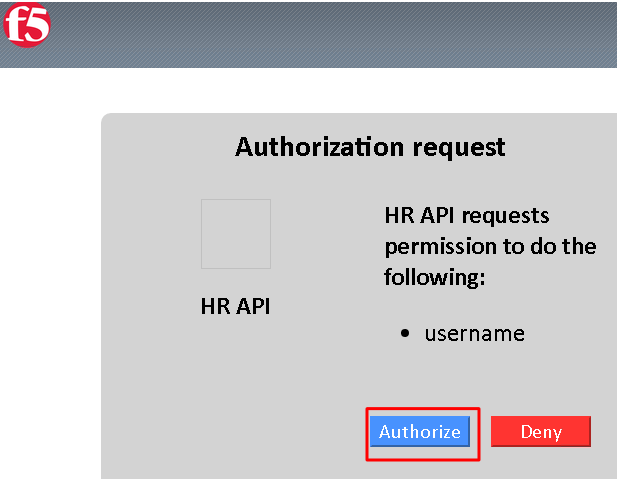 f5
Authorization request
HR API requests
permission to do the
following:
HR API
• username
Authorize
Deny